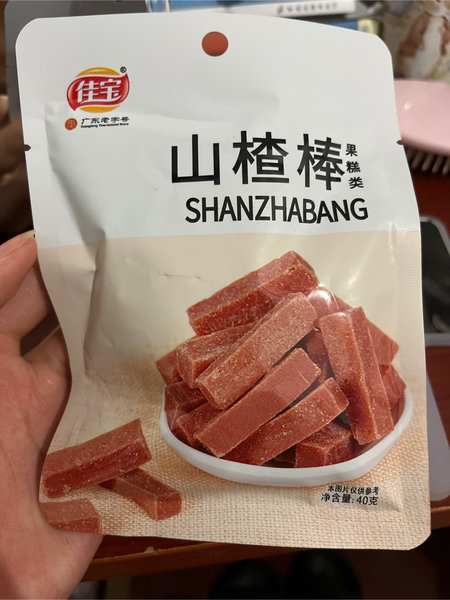 佳宝®
广东老字号
Guangdong Time-honored Brand
山楂棒
果糕类
SHANZHABANG
本图片仅供参考
净含量: 40克